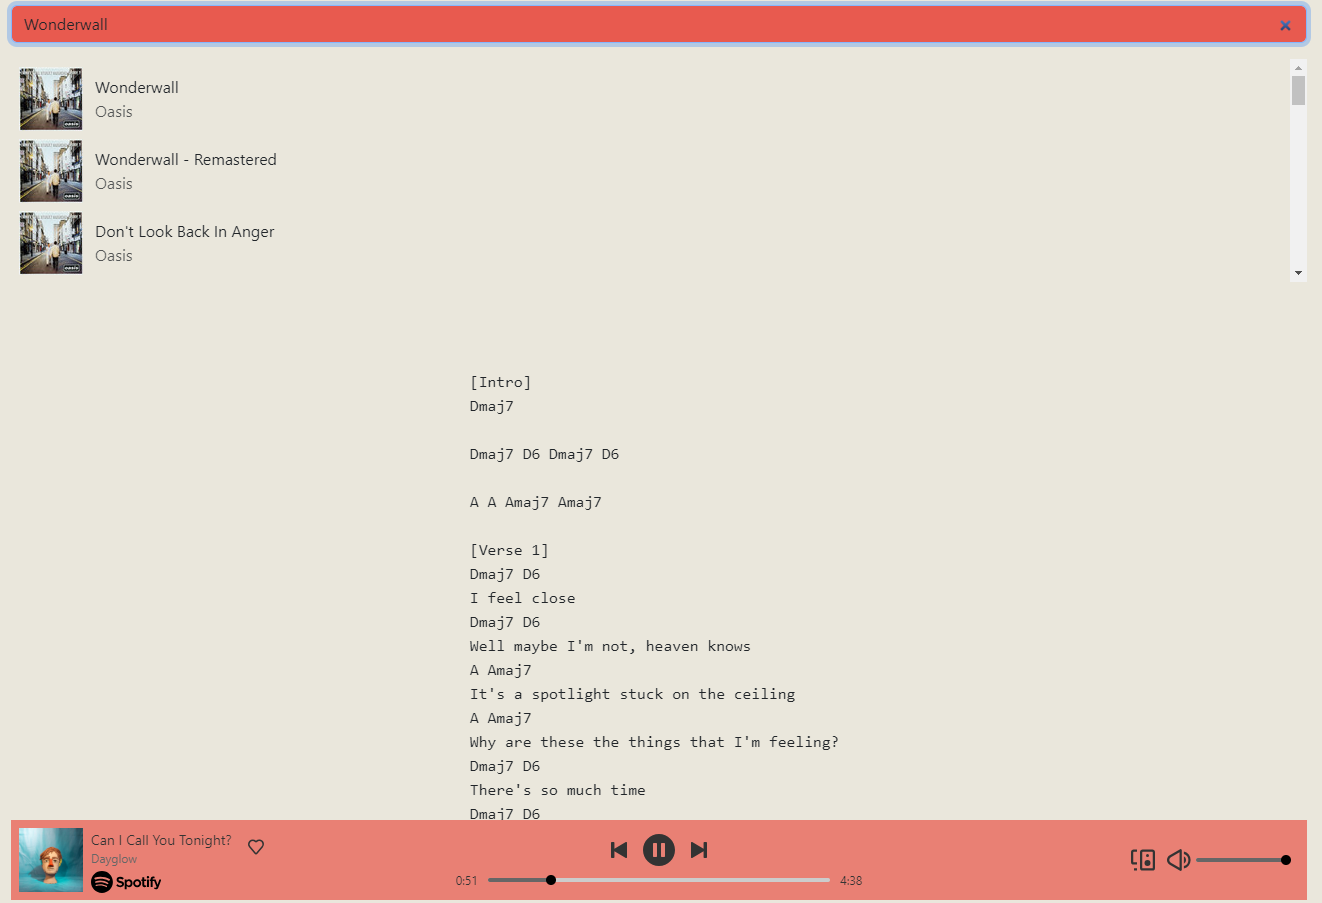 Wonderwall
Wonderwall
Oasis
Wonderwall - Remastered
Oasis
Don't Look Back In Anger
Oasis
[Intro]
Dmaj7
Dmaj7 D6 Dmaj7 D6
A A Amaj7 Amaj7
[Verse 1]
Dmaj7 D6
I feel close
Dmaj7 D6
Well maybe I'm not, heaven knows
A Amaj7
It's a spotlight stuck on the ceiling
A Amaj7
Why are these the things that I'm feeling?
Dmaj7 D6
There's so much time
Dmaj7 D6
Can I Call You Tonight?
Dayglow
Spotify
0:51
4:38